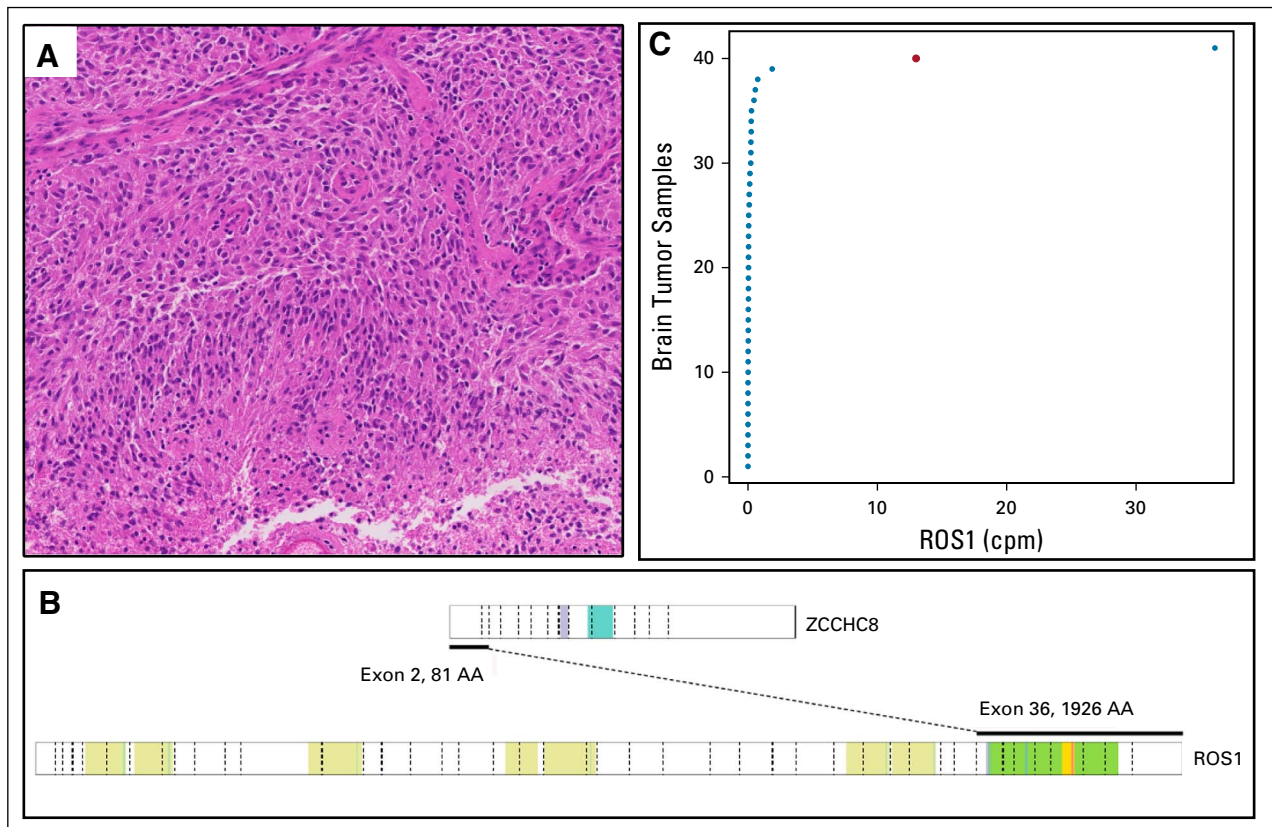 A
C
40
30
20
10
0
Brain Tumor Samples
0 10 20 30
ROS1 (cpm)
B
ZCCHC8
Exon 2, 81 AA
Exon 36, 1926 AA
ROS1